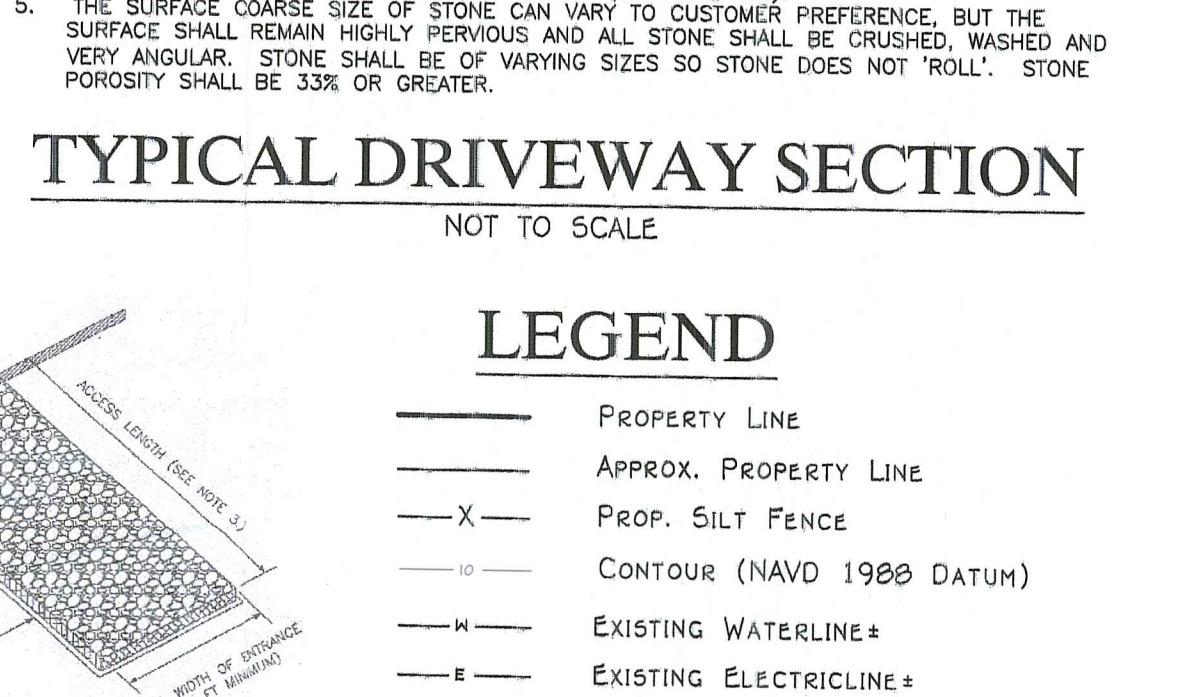 5. THE SURFACE COARSE SIZE OF STONE CAN VARY TO CUSTOMER PREFERENCE, BUT THE
SURFACE SHALL REMAIN HIGHLY PERVIOUS AND ALL STONE SHALL BE CRUSHED, WASHED AND
VERY ANGULAR. STONE SHALL BE OF VARYING SIZES SO STONE DOES NOT 'ROLL'. STONE
POROSITY SHALL BE 33% OR GREATER.
TYPICAL DRIVEWAY SECTION
NOT TO SCALE
LEGEND
PROPERTY LINE
APPROX. PROPERTY LINE
X PROP. SILT FENCE
10 CONTOUR (NAVD 1988 DATUM)
W EXISTING WATERLINE±
E EXISTING ELECTRICLINE±
ACCESS LENGTH (SEE NOTE 3.)
WIDTH OF ENTRANCE
FT MINIMUM)